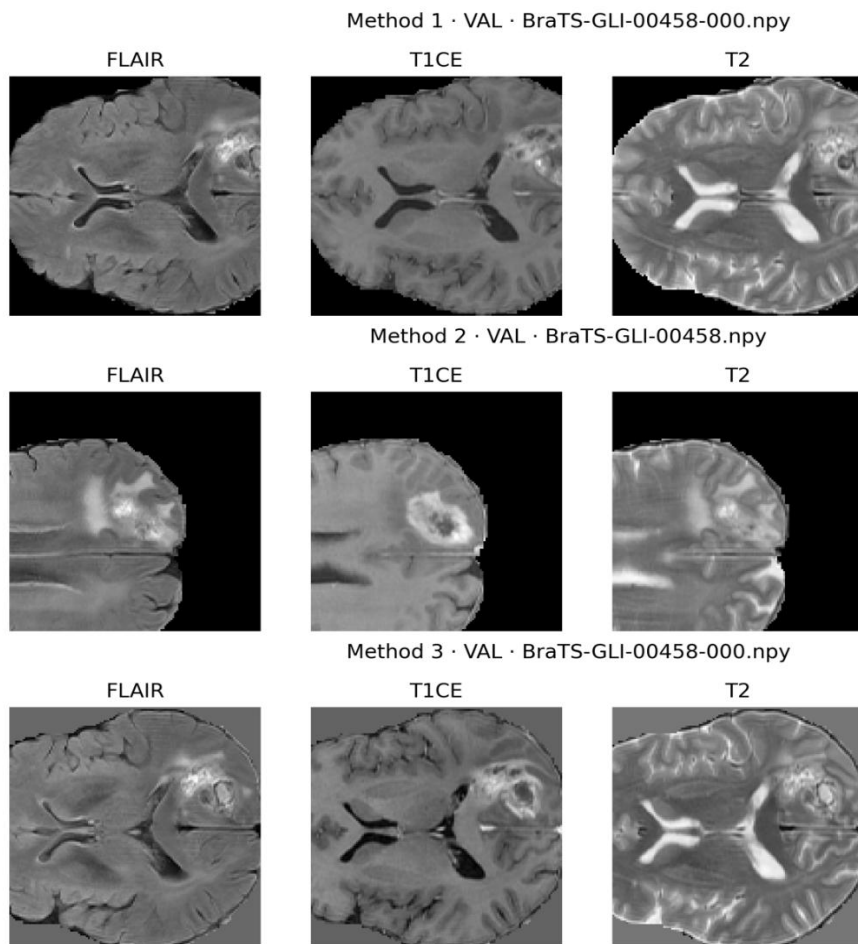 Method 1 · VAL · BraTS-GLI-00458-000.npy
FLAIR T1CE T2
Method 2 · VAL · BraTS-GLI-00458.npy
FLAIR T1CE T2
Method 3 · VAL · BraTS-GLI-00458-000.npy
FLAIR T1CE T2